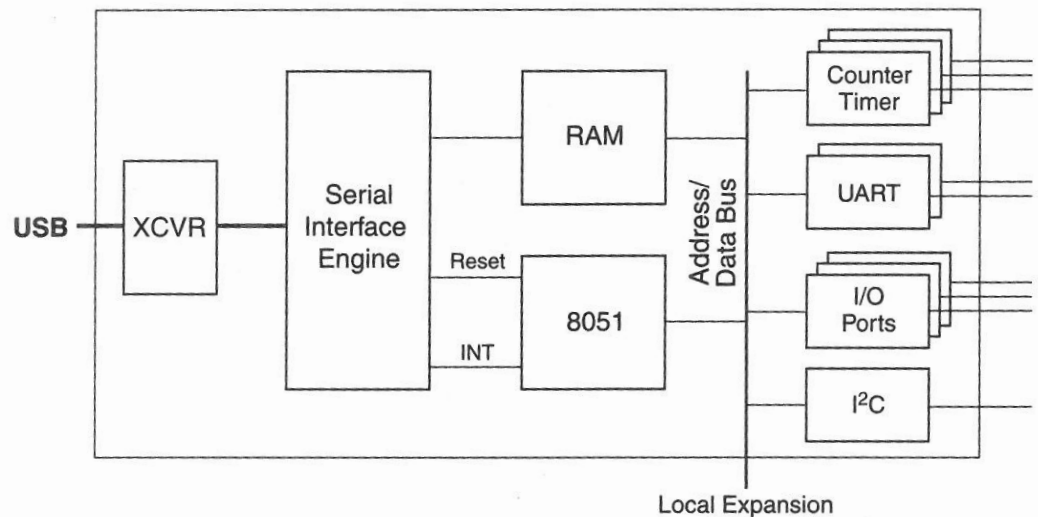 USB
XCVR
Serial
Interface
Engine
RAM
Reset
8051
INT
Address/
Data Bus
Counter
Timer
UART
I/O
Ports
I²C
Local Expansion